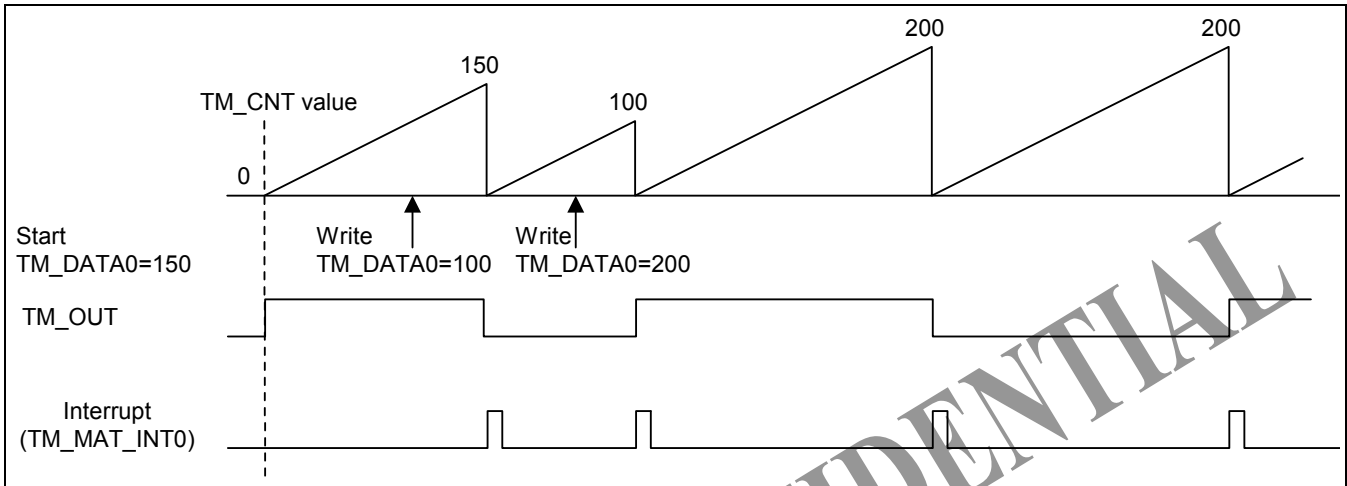 200 200
150
TM_CNT value 100
0
Start Write Write
TM_DATA0=150 TM_DATA0=100 TM_DATA0=200
TM_OUT
Interrupt
(TM_MAT_INT0)
IDENTIAL